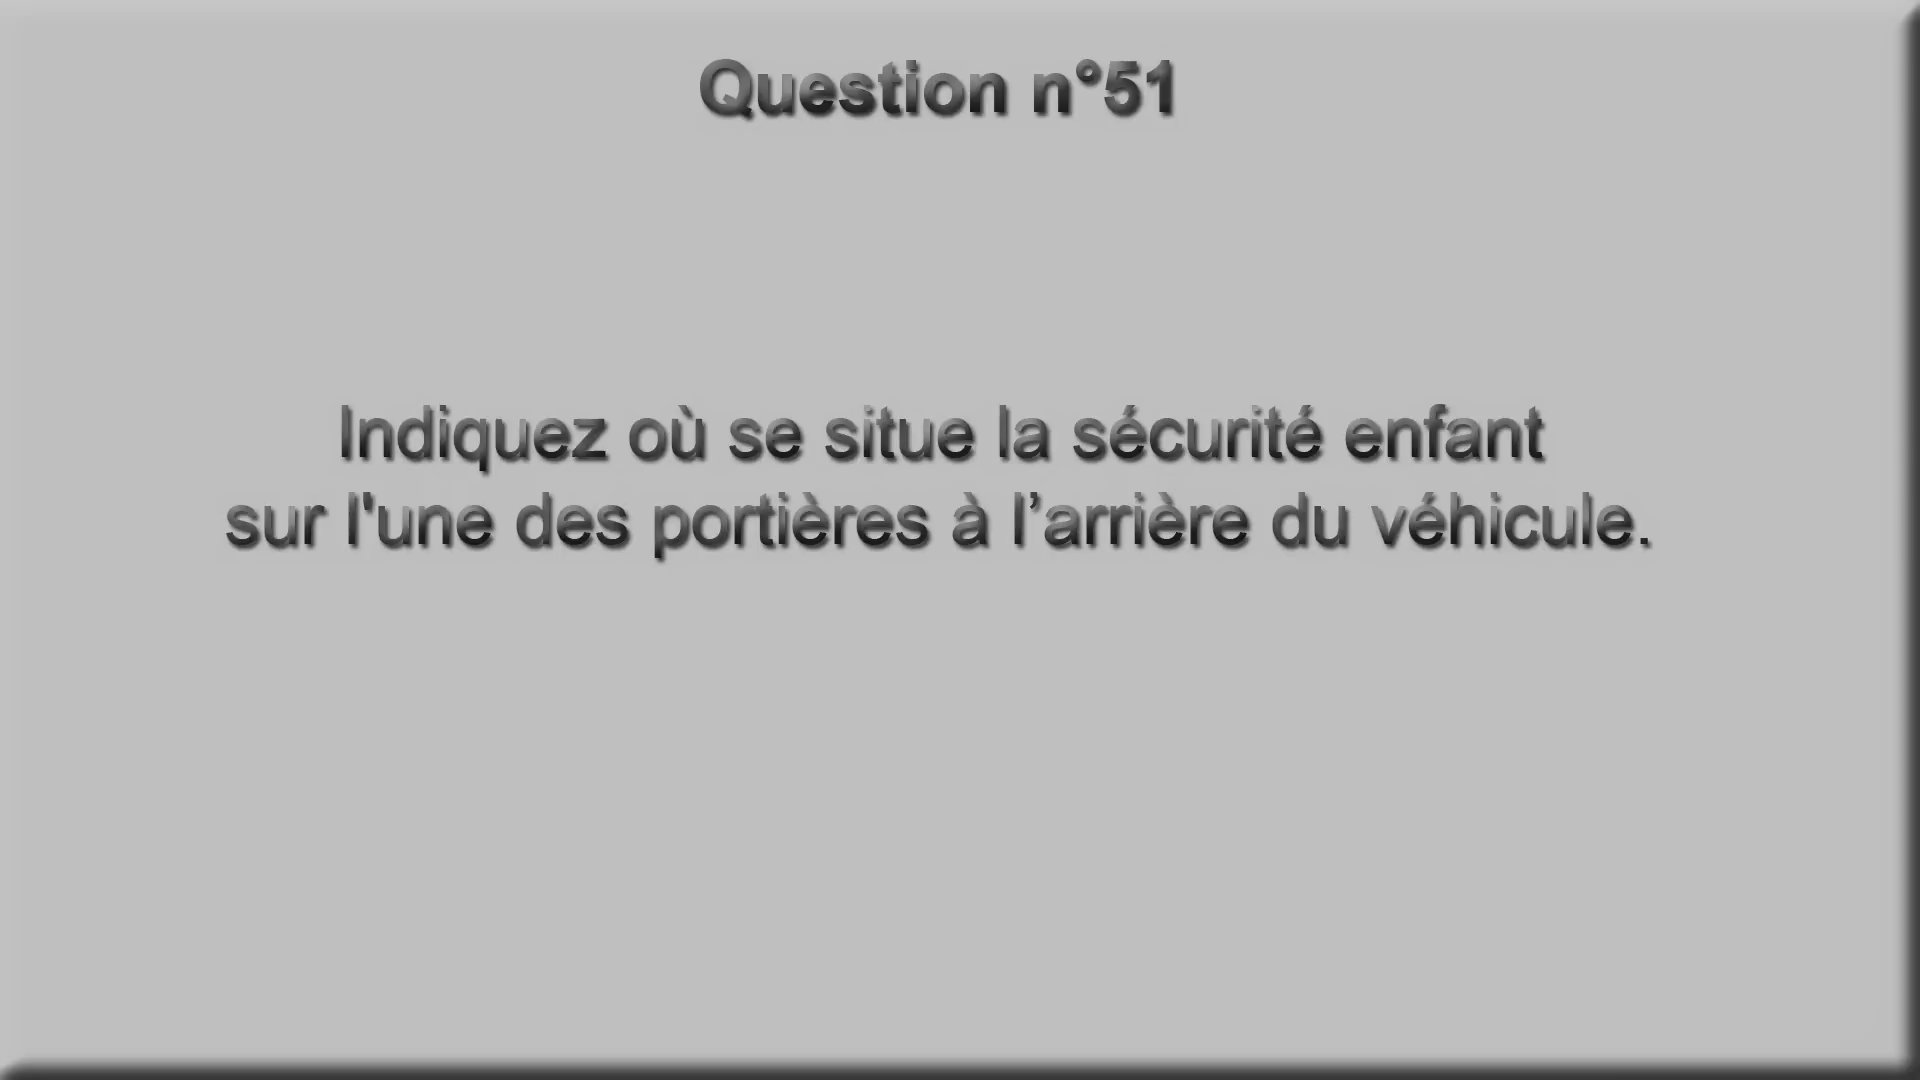 Question n°51
Indiquez où se situe la sécurité enfant
sur l'une des portières à l’arrière du véhicule.